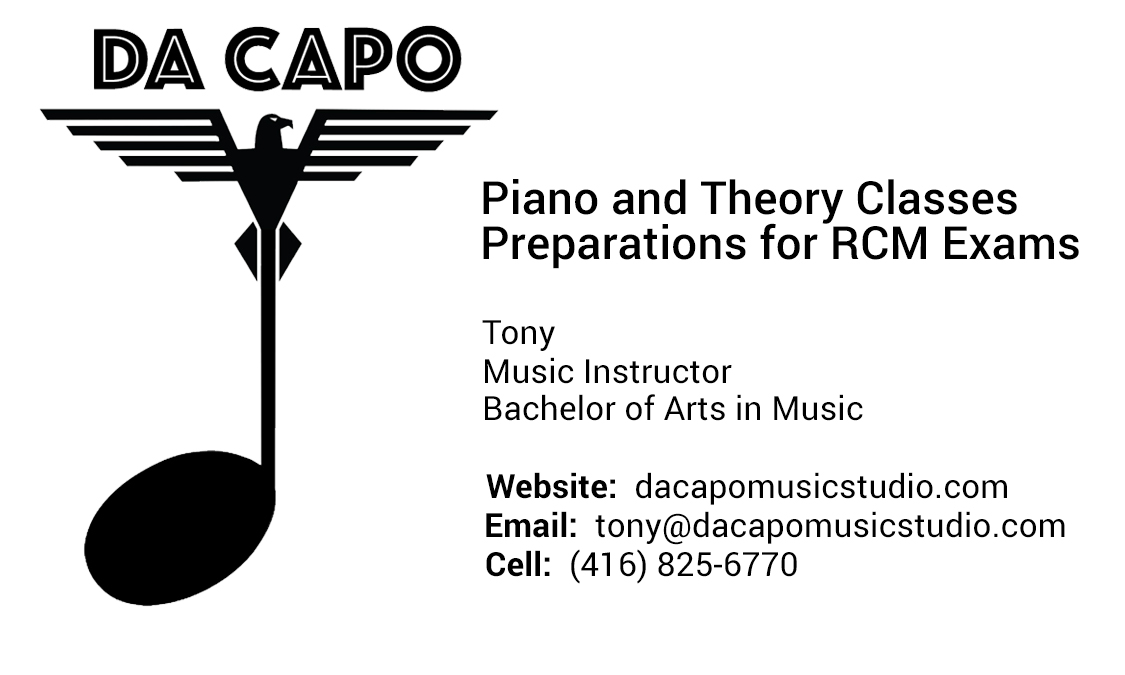 DA CAPO
Piano and Theory Classes
Preparations for RCM Exams
Tony
Music Instructor
Bachelor of Arts in Music
Website: dacapomusicstudio.com
Email: tony@dacapomusicstudio.com
Cell: (416) 825-6770